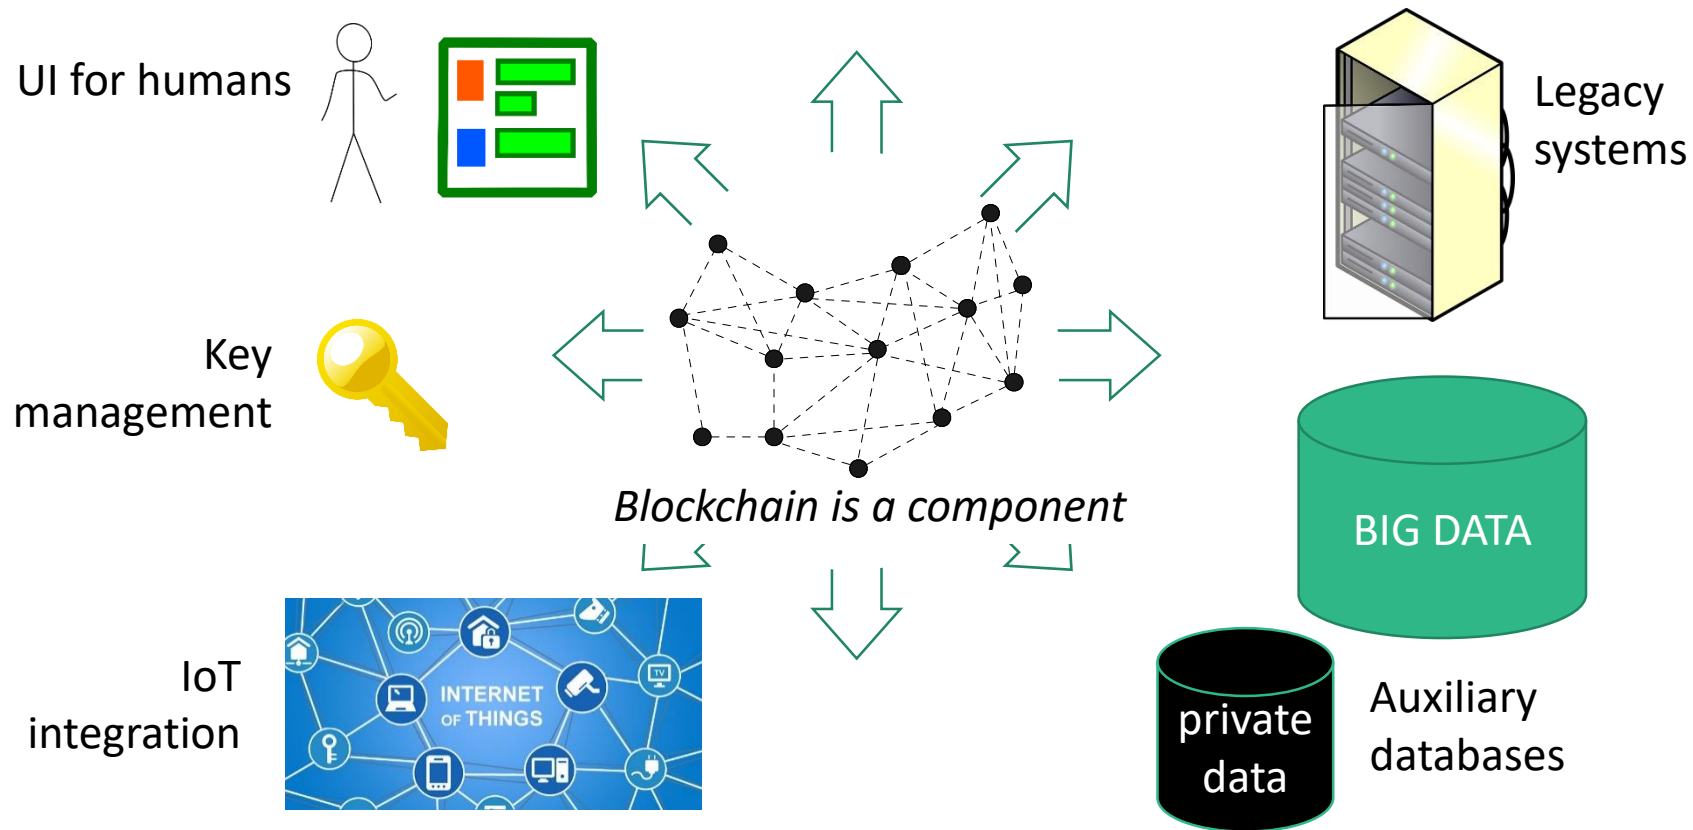 UI for humans
Legacy
systems
Key
management
Blockchain is a component
BIG DATA
IoT
integration
INTERNET
OF THINGS
TV
private
data
Auxiliary
databases